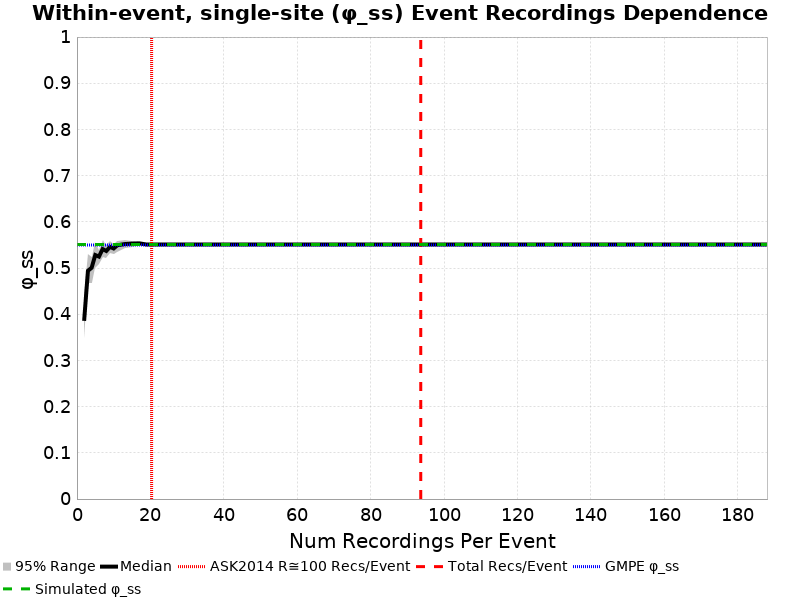 Within-event, single-site (φ_ss) Event Recordings Dependence
1
0.9
0.8
0.7
0.6
0.5
0.4
0.3
0.2
0.1
0
φ_ss
0 20 40 60 80 100 120 140 160 180
Num Recordings Per Event
95% Range Median ASK2014 R≅100 Recs/Event Total Recs/Event GMPE φ_ss
Simulated φ_ss